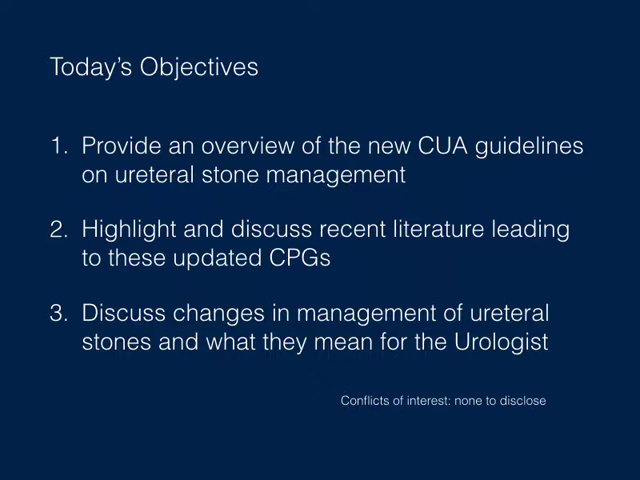 Today's Objectives
1. Provide an overview of the new CUA guidelines
on ureteral stone management
2. Highlight and discuss recent literature leading
to these updated CPGs
3. Discuss changes in management of ureteral
stones and what they mean for the Urologist
Conflicts of interest: none to disclose